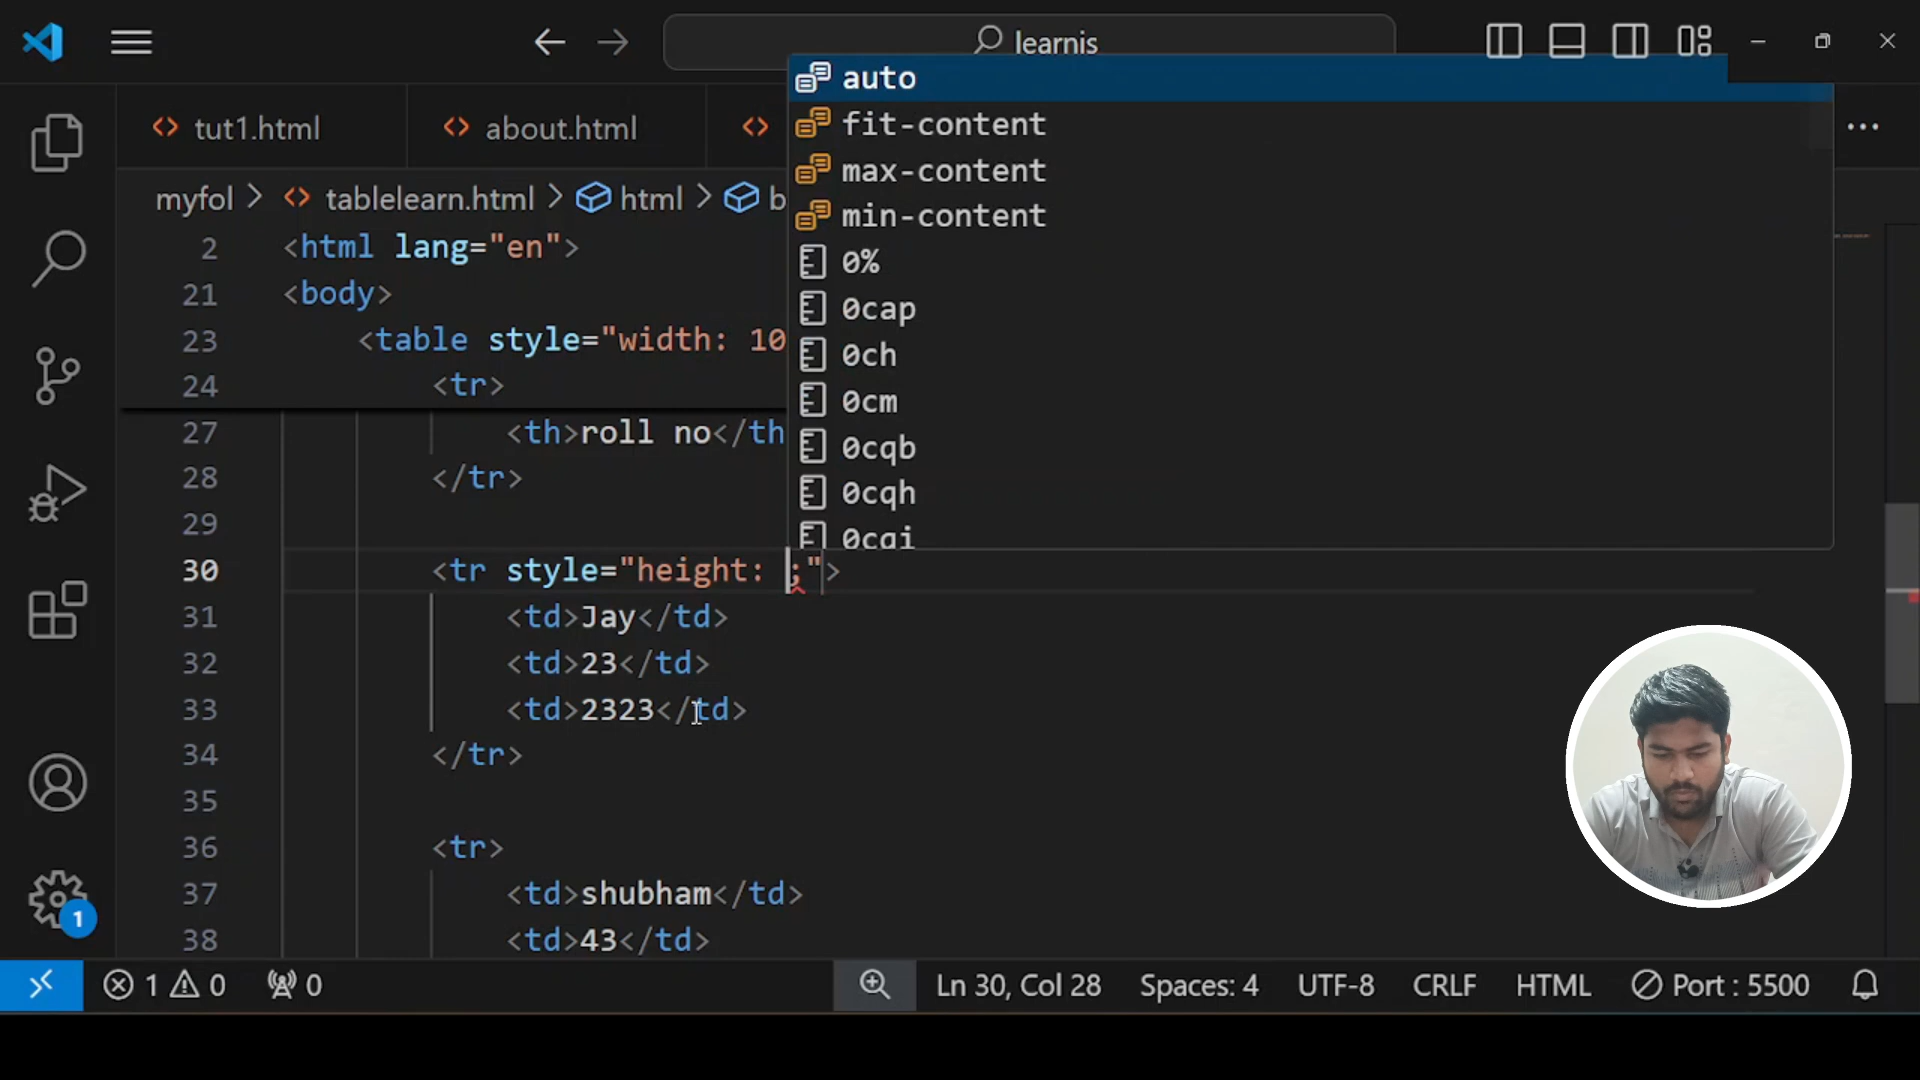 learnis
tut1.html
about.html
myfol > tablelearn.html > html > b
auto
fit-content
max-content
min-content
0%
0cap
0ch
0cm
0cqb
0cqh
0cqi
2 <html lang="en">
21 <body>
23 <table style="width: 10
24 <tr>
27 <th>roll no</th
28 </tr>
29
30 <tr style="height: ;">
31 <td>Jay</td>
32 <td>23</td>
33 <td>2323</td>
34 </tr>
35
36 <tr>
37 <td>shubham</td>
38 <td>43</td>
1
1 0 0 Ln 30, Col 28 Spaces: 4 UTF-8 CRLF HTML Port : 5500